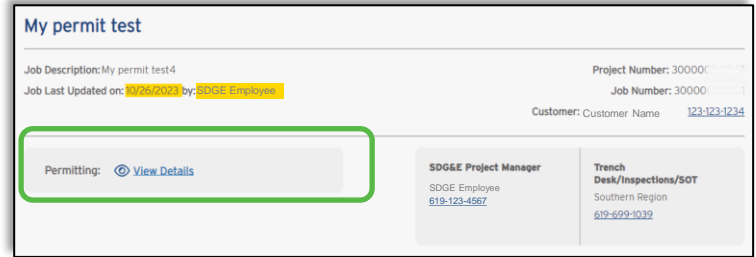 My permit test
Job Description: My permit test4
Project Number: 30000
Job Last Updated on: 10/26/2023 by: SDGE Employee
Job Number: 30000
Customer: Customer Name 123-123-1234
Permitting: View Details
SDG&E Project Manager
SDGE Employee
619-123-4567
Trench
Desk/Inspections/SOT
Southern Region
619-699-1039